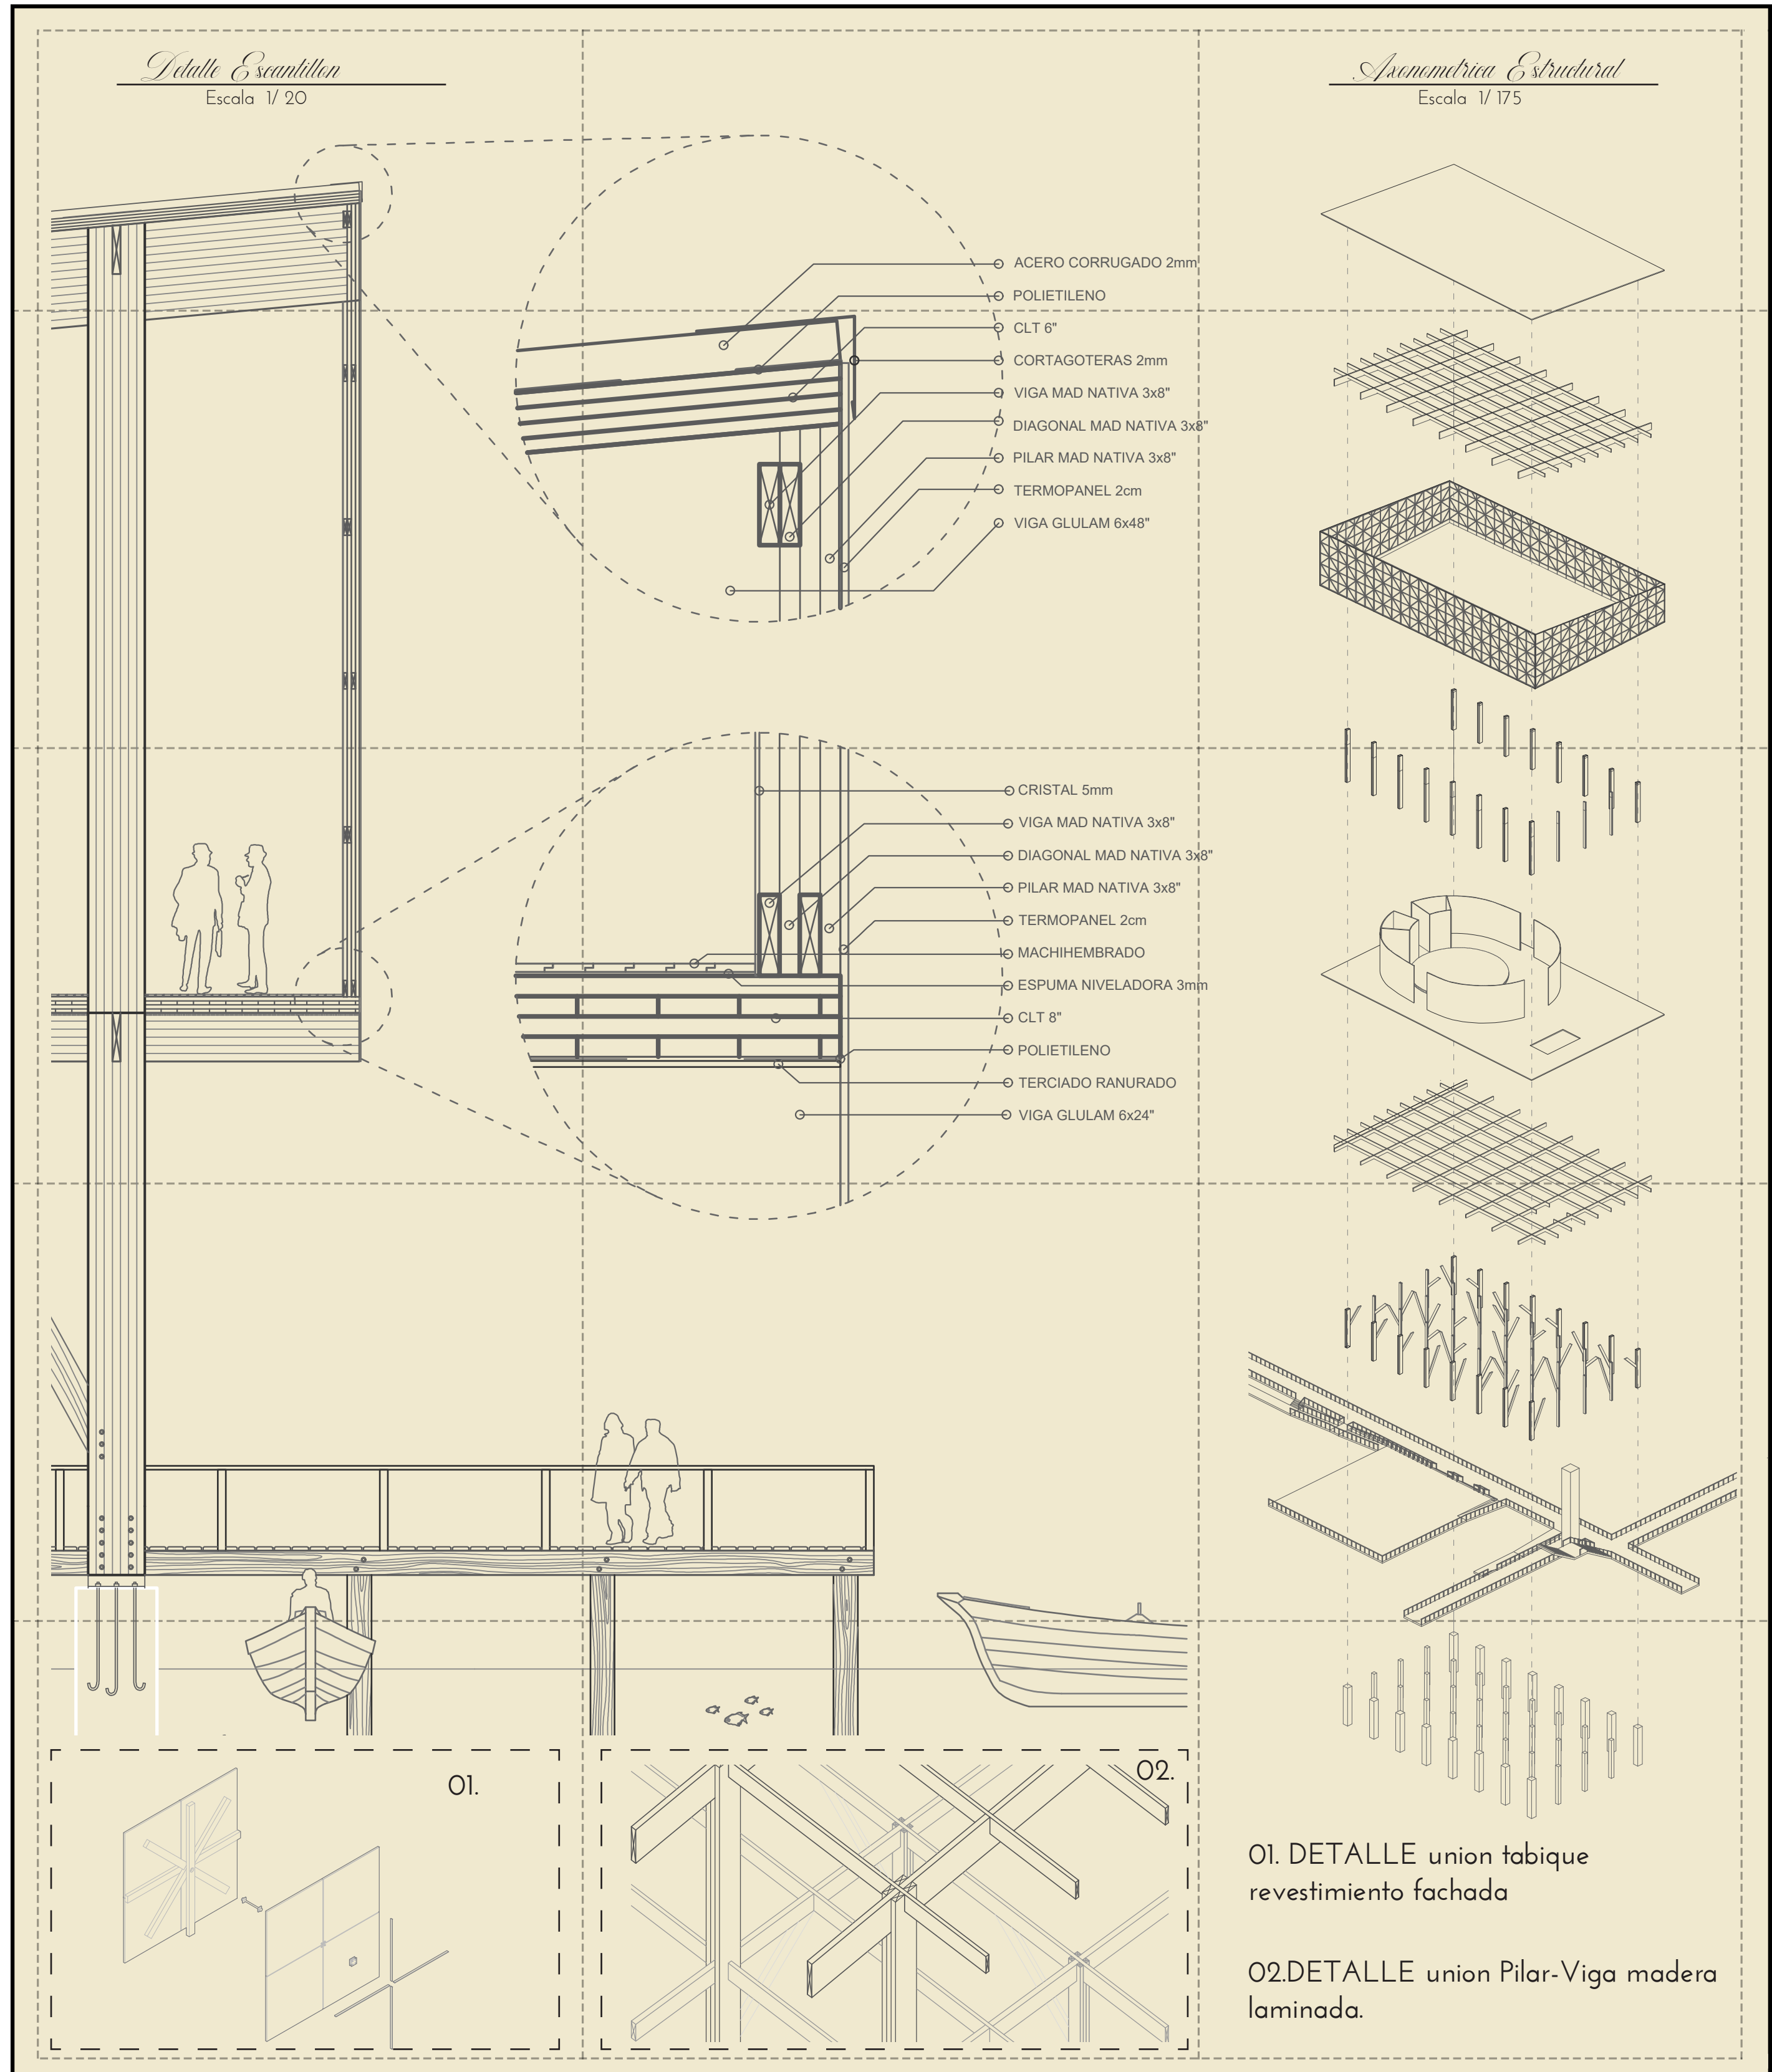 Detalle Escantillon
Escala 1/ 20
Axonometrica Estructural
Escala 1/ 175
ACERO CORRUGADO 2mm
POLIETILENO
CLT 6"
CORTAGOTERAS 2mm
VIGA MAD NATIVA 3x8"
DIAGONAL MAD NATIVA 3x8"
PILAR MAD NATIVA 3x8"
TERMOPANEL 2cm
VIGA GLULAM 6x48"
CRISTAL 5mm
VIGA MAD NATIVA 3x8"
DIAGONAL MAD NATIVA 3x8"
PILAR MAD NATIVA 3x8"
TERMOPANEL 2cm
MACHIHEMBRADO
ESPUMA NIVELADORA 3mm
CLT 8"
POLIETILENO
TERCIADO RANURADO
VIGA GLULAM 6x24"
01.
02.
01. DETALLE union tabique
revestimiento fachada
02.DETALLE union Pilar-Viga madera
laminada.